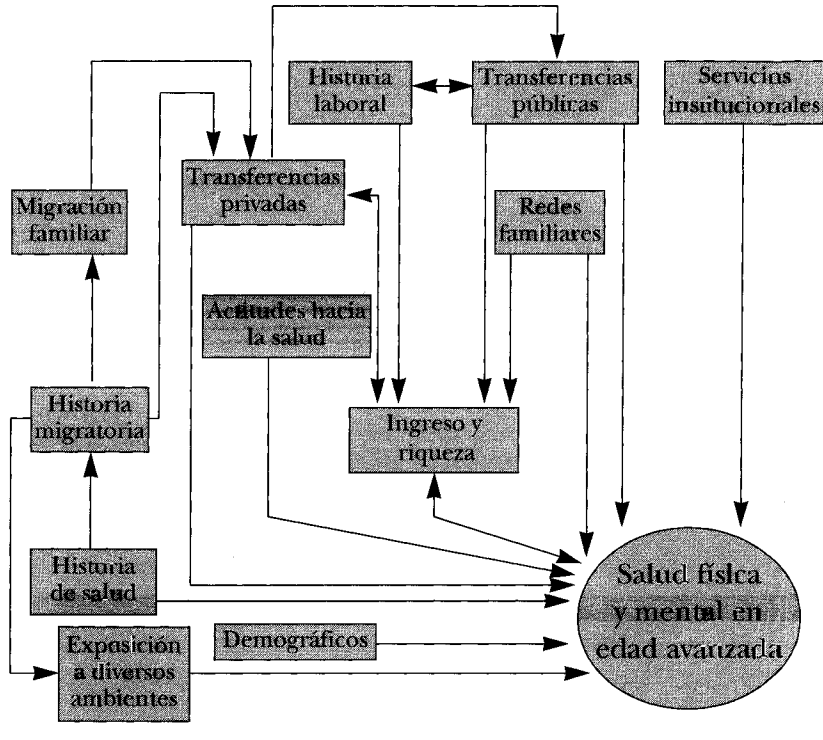 Historia
laboral
Transferencias
públicas
Servicios
institucionales
Transferencias
privadas
Migración
familiar
Redes
familiares
Actitudes hacia
la salud
Historia
migratoria
Ingreso y
riqueza
Historia
de salud
Salud física
y mental en
edad avanzada
Demográficos
Exposición
a diversos
ambientes